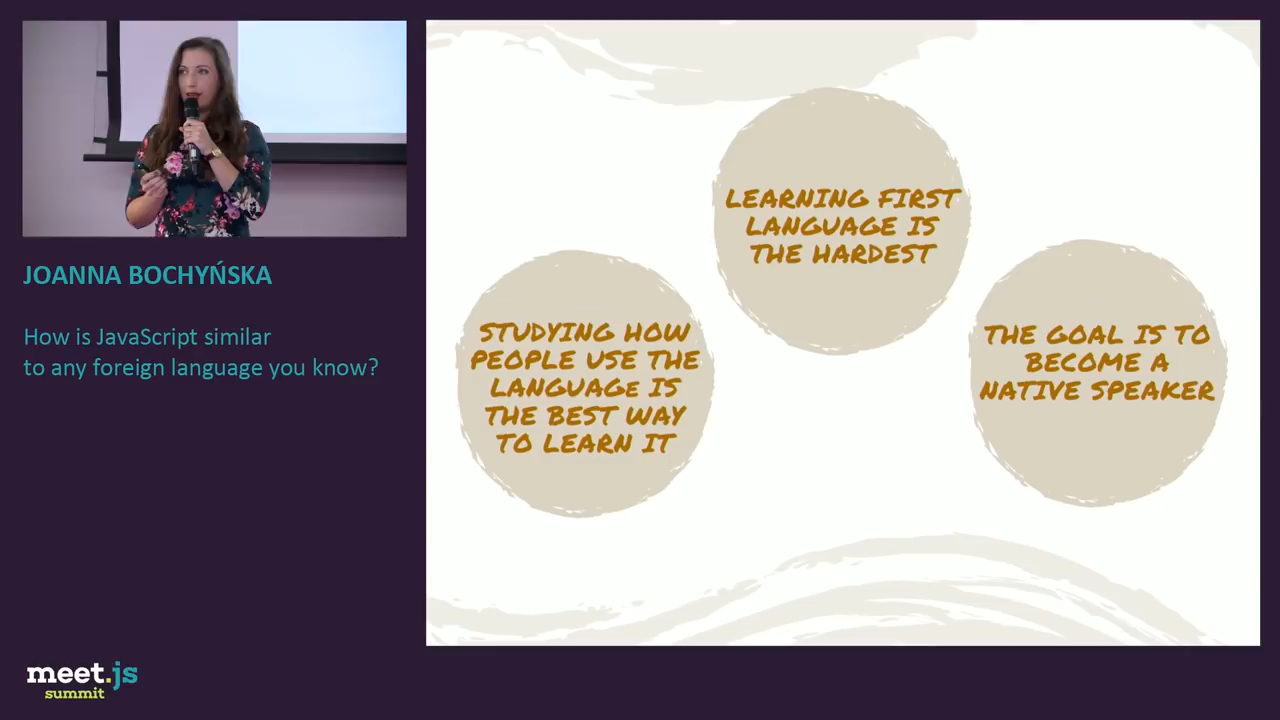 JOANNA BOCHYŃSKA
How is JavaScript similar
to any foreign language you know?
meet.js
summit
STUDYING HOW
PEOPLE USE THE
LANGUAGe IS
THE BEST WAY
TO LEARN IT
LEARNING FIRST
LANGUAGE IS
THE HARDEST
THE GOAL IS TO
BECOME A
NATIVE SPEAKER